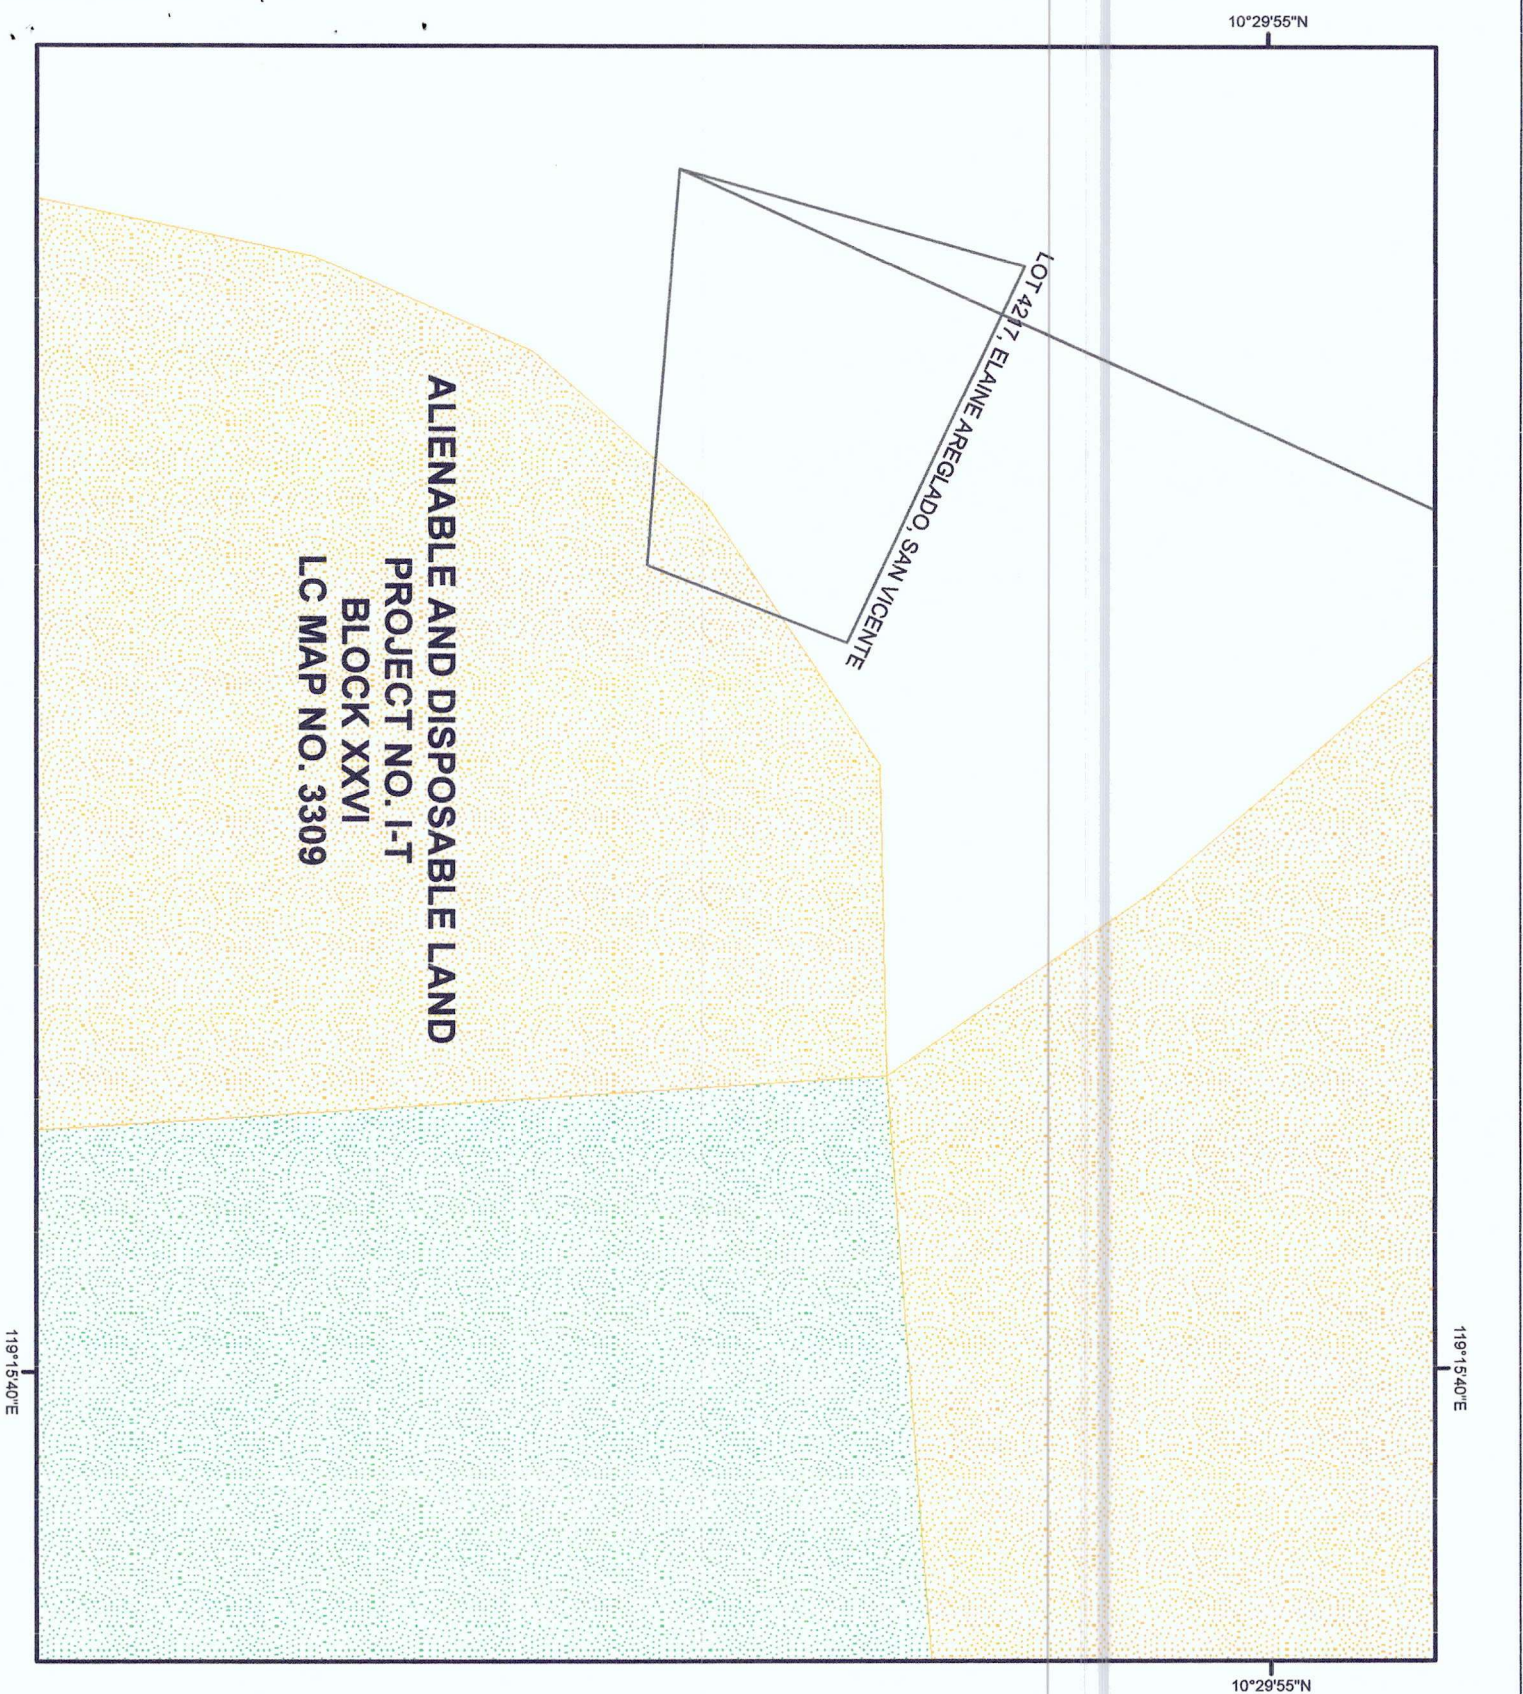 10°29'55"N
LOT 4217, ELAINE AREGLADO, SAN VICENTE
ALIENABLE AND DISPOSABLE LAND
PROJECT NO. I-T
BLOCK XXVI
LC MAP NO. 3309
119°15'40"E
119°15'40"E
10°29'55"N